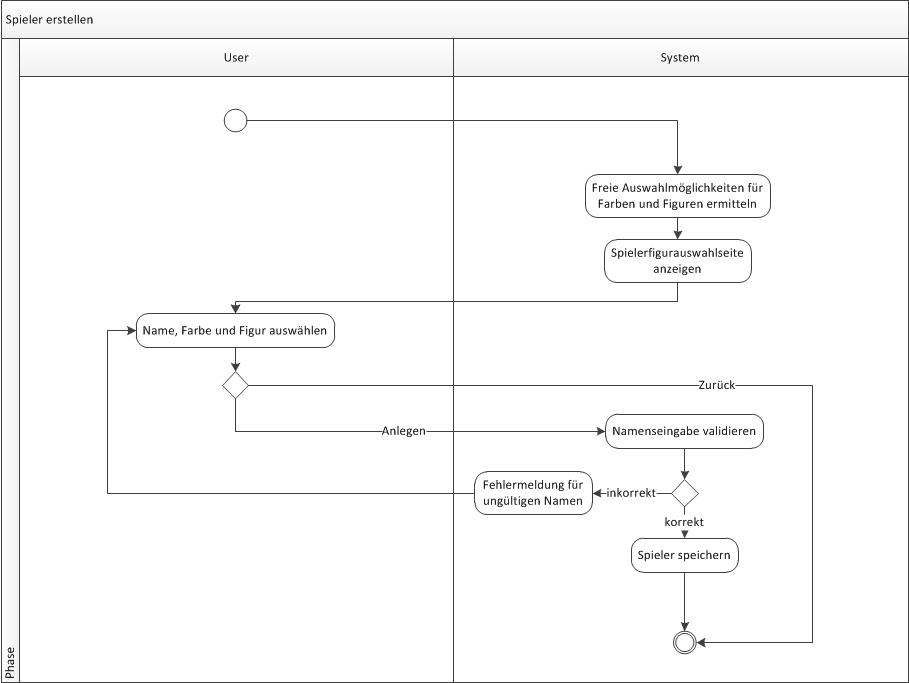 Spieler erstellen
User
System
Freie Auswahlmöglichkeiten für
Farben und Figuren ermitteln
Spielerfigurauswahlseite
anzeigen
Name, Farbe und Figur auswählen
Zurück
Anlegen
Namenseingabe validieren
Fehlermeldung für
ungültigen Namen
inkorrekt
korrekt
Spieler speichern
Phase